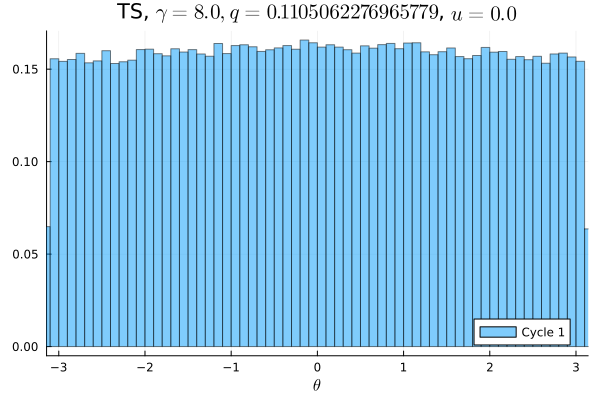 TS, γ = 8.0, q = 0.1105062276965779, u = 0.0
0.15
0.10
0.05
0.00
Cycle 1
−3 −2 −1 0 1 2 3
θ